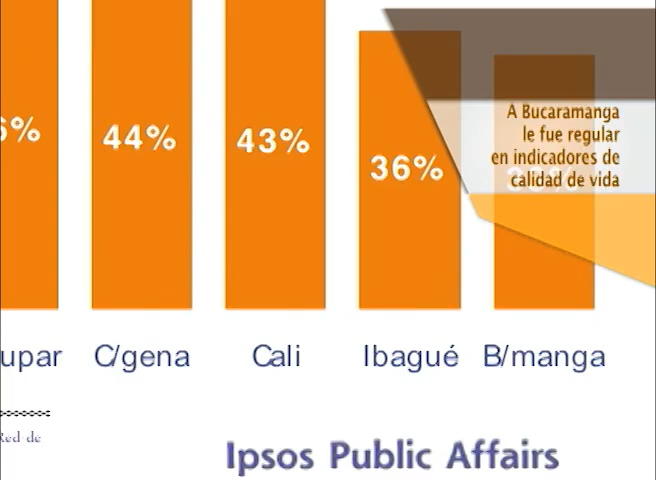 6%
44%
43%
36%
A Bucaramanga
le fue regular
en indicadores de
calidad de vida
upar
C/gena
Cali
Ibagué
B/manga
Red de
Ipsos Public Affairs